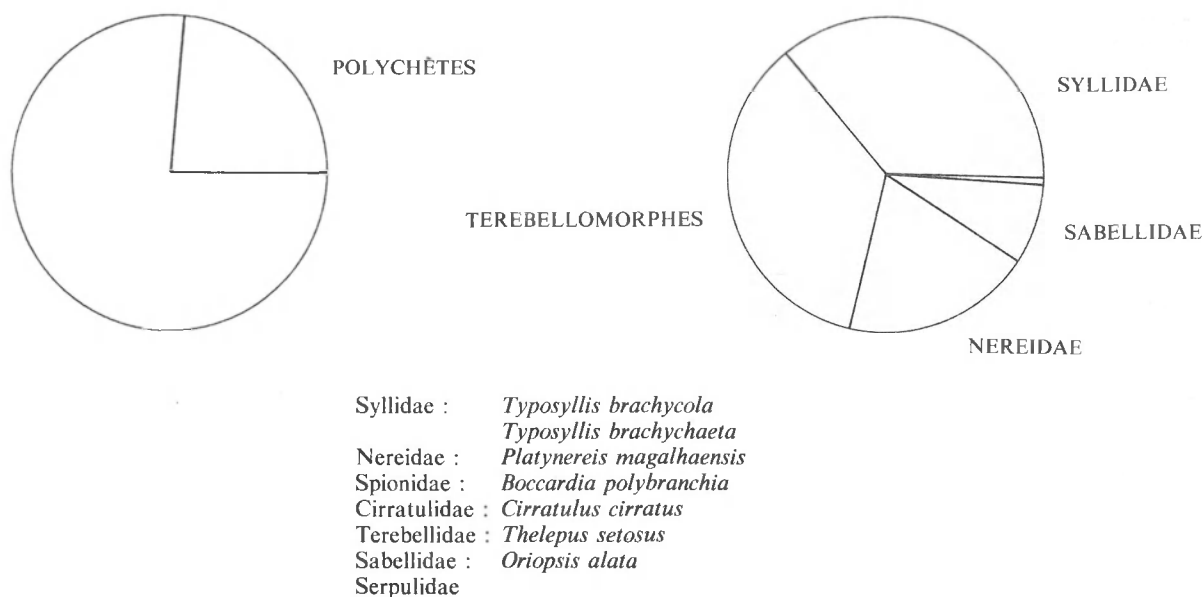 POLYCHÈTES
SYLLIDAE
TEREBELLOMORPHES
SABELLIDAE
NEREIDAE
Syllidae : Typosyllis brachycola
Typosyllis brachychaeta
Nereidae : Platynereis magalhaensis
Spionidae : Boccardia polybranchia
Cirratulidae : Cirratulus cirratus
Terebellidae : Thelepus setosus
Sabellidae : Oriopsis alata
Serpulidae